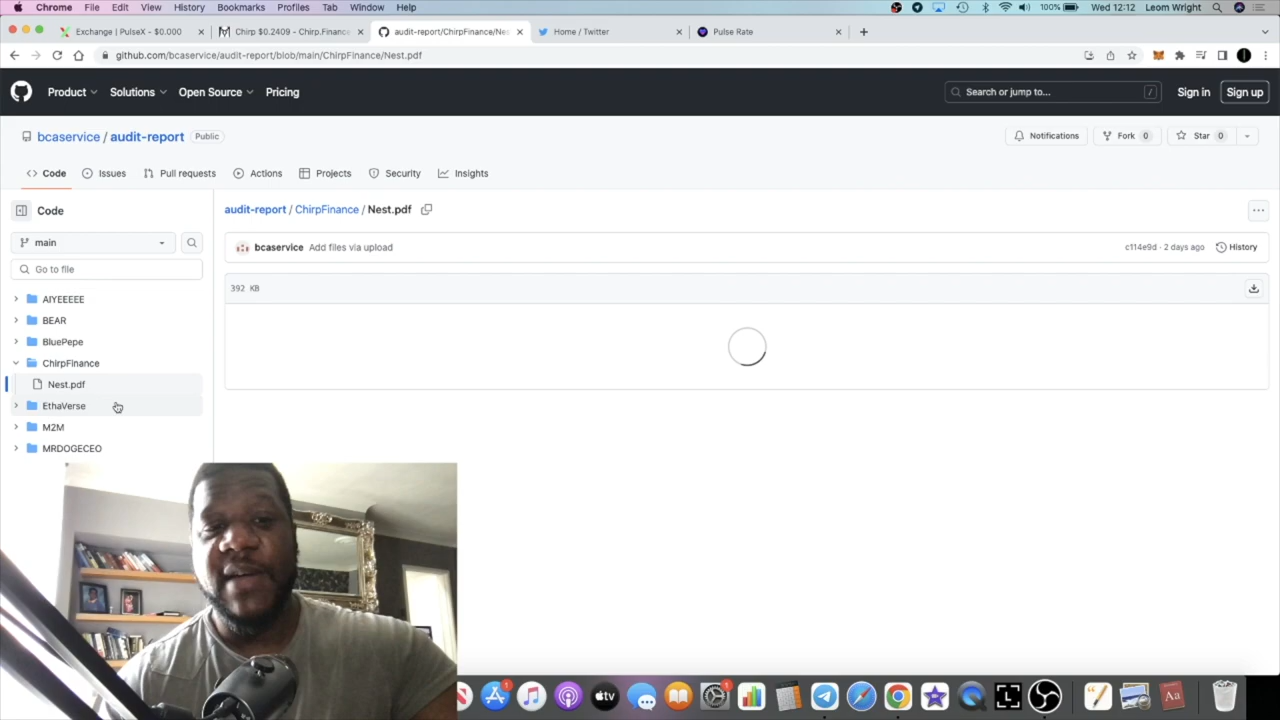 Chrome File Edit View History Bookmarks Profiles Tab Window Help 100% Wed 12:12 Leom Wright
Exchange | PulseX - $0.000 Chirp $0.2409 - Chirp.Finance audit-report/ChirpFinance/Nes Home / Twitter Pulse Rate
github.com/bcaservice/audit-report/blob/main/ChirpFinance/Nest.pdf
Product Solutions Open Source Pricing Search or jump to... / Sign in Sign up
bcaservice / audit-report Public Notifications Fork 0 Star 0
Code Issues Pull requests Actions Projects Security Insights
Code audit-report / ChirpFinance / Nest.pdf
main
bcaservice Add files via upload c114e9d · 2 days ago History
Go to file
392 KB
AIYEEEEE
BEAR
BluePepe
ChirpFinance
Nest.pdf
EthaVerse
M2M
MRDOGECEO
tv
Aa